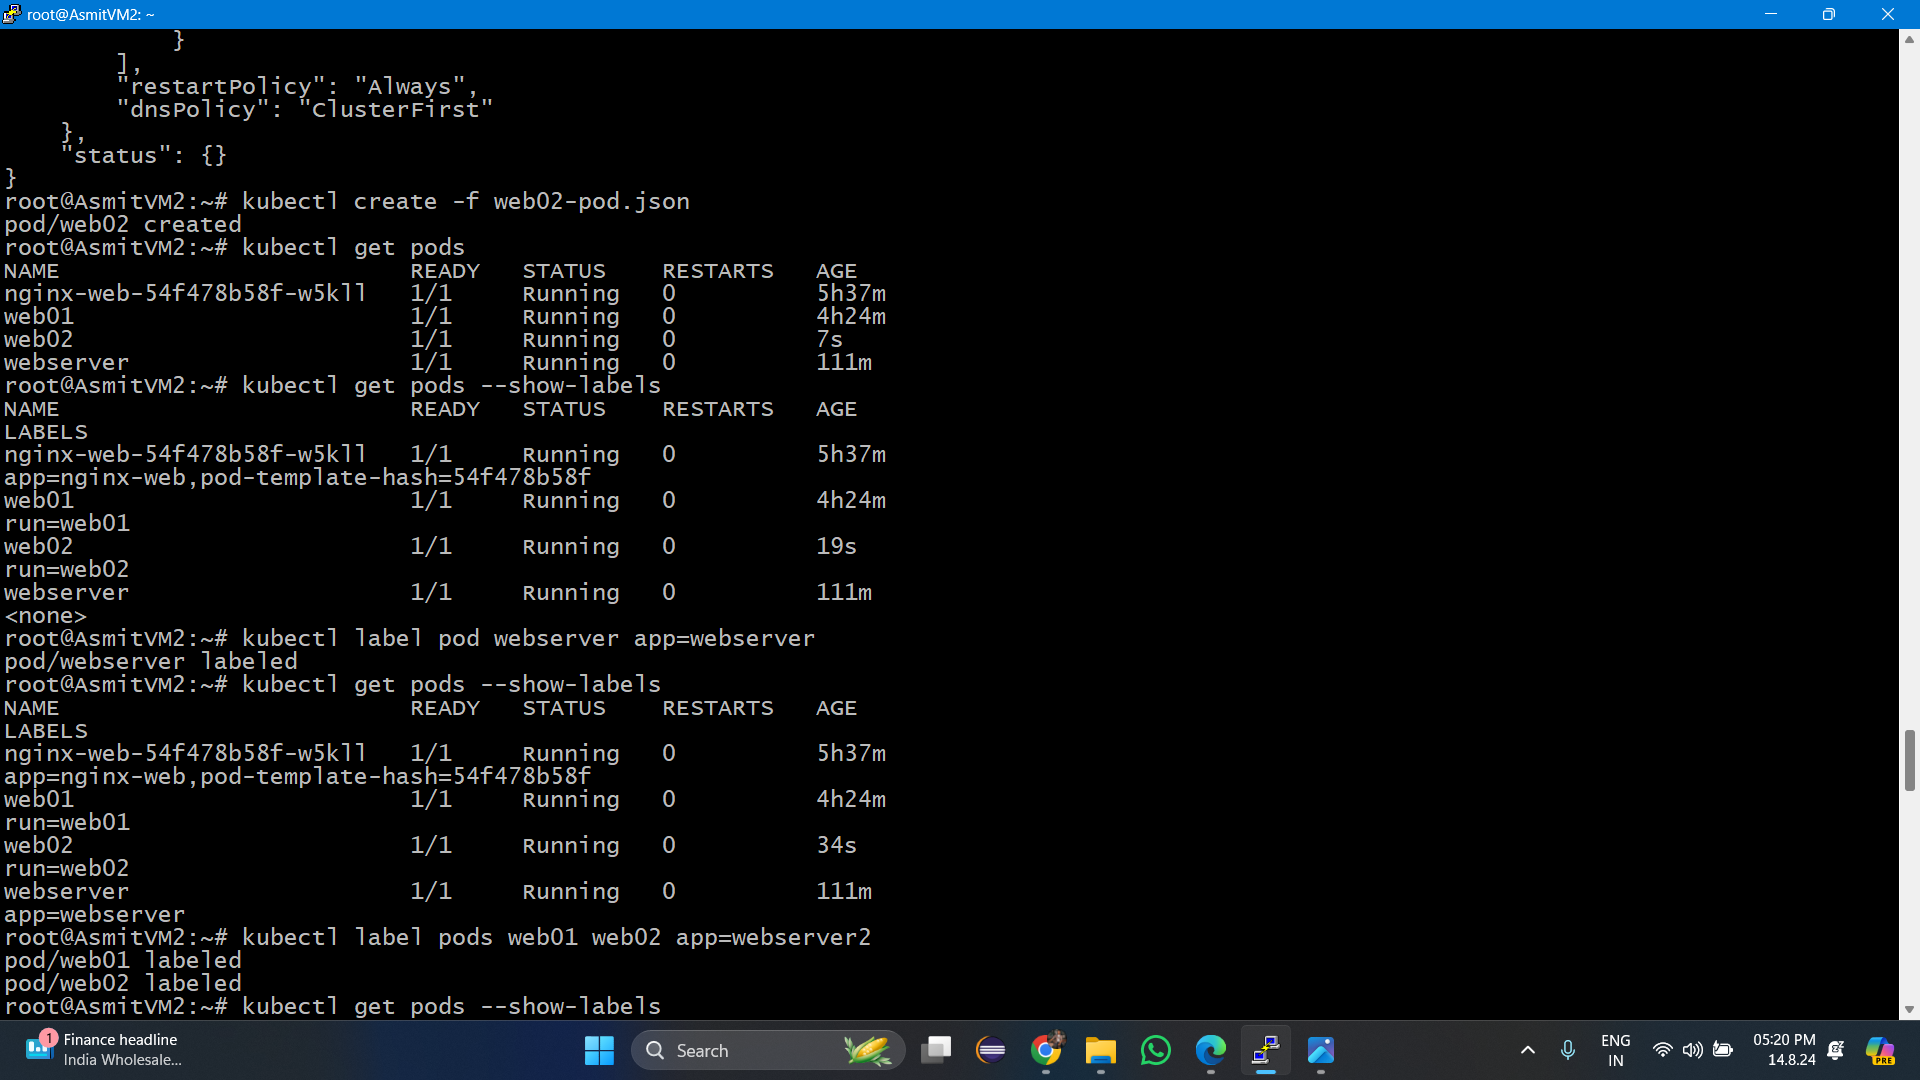 root@AsmitVM2: ~
            }
        ],
        "restartPolicy": "Always",
        "dnsPolicy": "ClusterFirst"
    },
    "status": {}
}
root@AsmitVM2:~# kubectl create -f web02-pod.json
pod/web02 created
root@AsmitVM2:~# kubectl get pods
NAME                         READY   STATUS    RESTARTS   AGE
nginx-web-54f478b58f-w5kll   1/1     Running   0          5h37m
web01                        1/1     Running   0          4h24m
web02                        1/1     Running   0          7s
webserver                    1/1     Running   0          111m
root@AsmitVM2:~# kubectl get pods --show-labels
NAME                         READY   STATUS    RESTARTS   AGE
LABELS
nginx-web-54f478b58f-w5kll   1/1     Running   0          5h37m
app=nginx-web,pod-template-hash=54f478b58f
web01                        1/1     Running   0          4h24m
run=web01
web02                        1/1     Running   0          19s
run=web02
webserver                    1/1     Running   0          111m
<none>
root@AsmitVM2:~# kubectl label pod webserver app=webserver
pod/webserver labeled
root@AsmitVM2:~# kubectl get pods --show-labels
NAME                         READY   STATUS    RESTARTS   AGE
LABELS
nginx-web-54f478b58f-w5kll   1/1     Running   0          5h37m
app=nginx-web,pod-template-hash=54f478b58f
web01                        1/1     Running   0          4h24m
run=web01
web02                        1/1     Running   0          34s
run=web02
webserver                    1/1     Running   0          111m
app=webserver
root@AsmitVM2:~# kubectl label pods web01 web02 app=webserver2
pod/web01 labeled
pod/web02 labeled
root@AsmitVM2:~# kubectl get pods --show-labels
1
Finance headline
India Wholesale...
Search
ENG
IN
05:20 PM
14.8.24
PRE